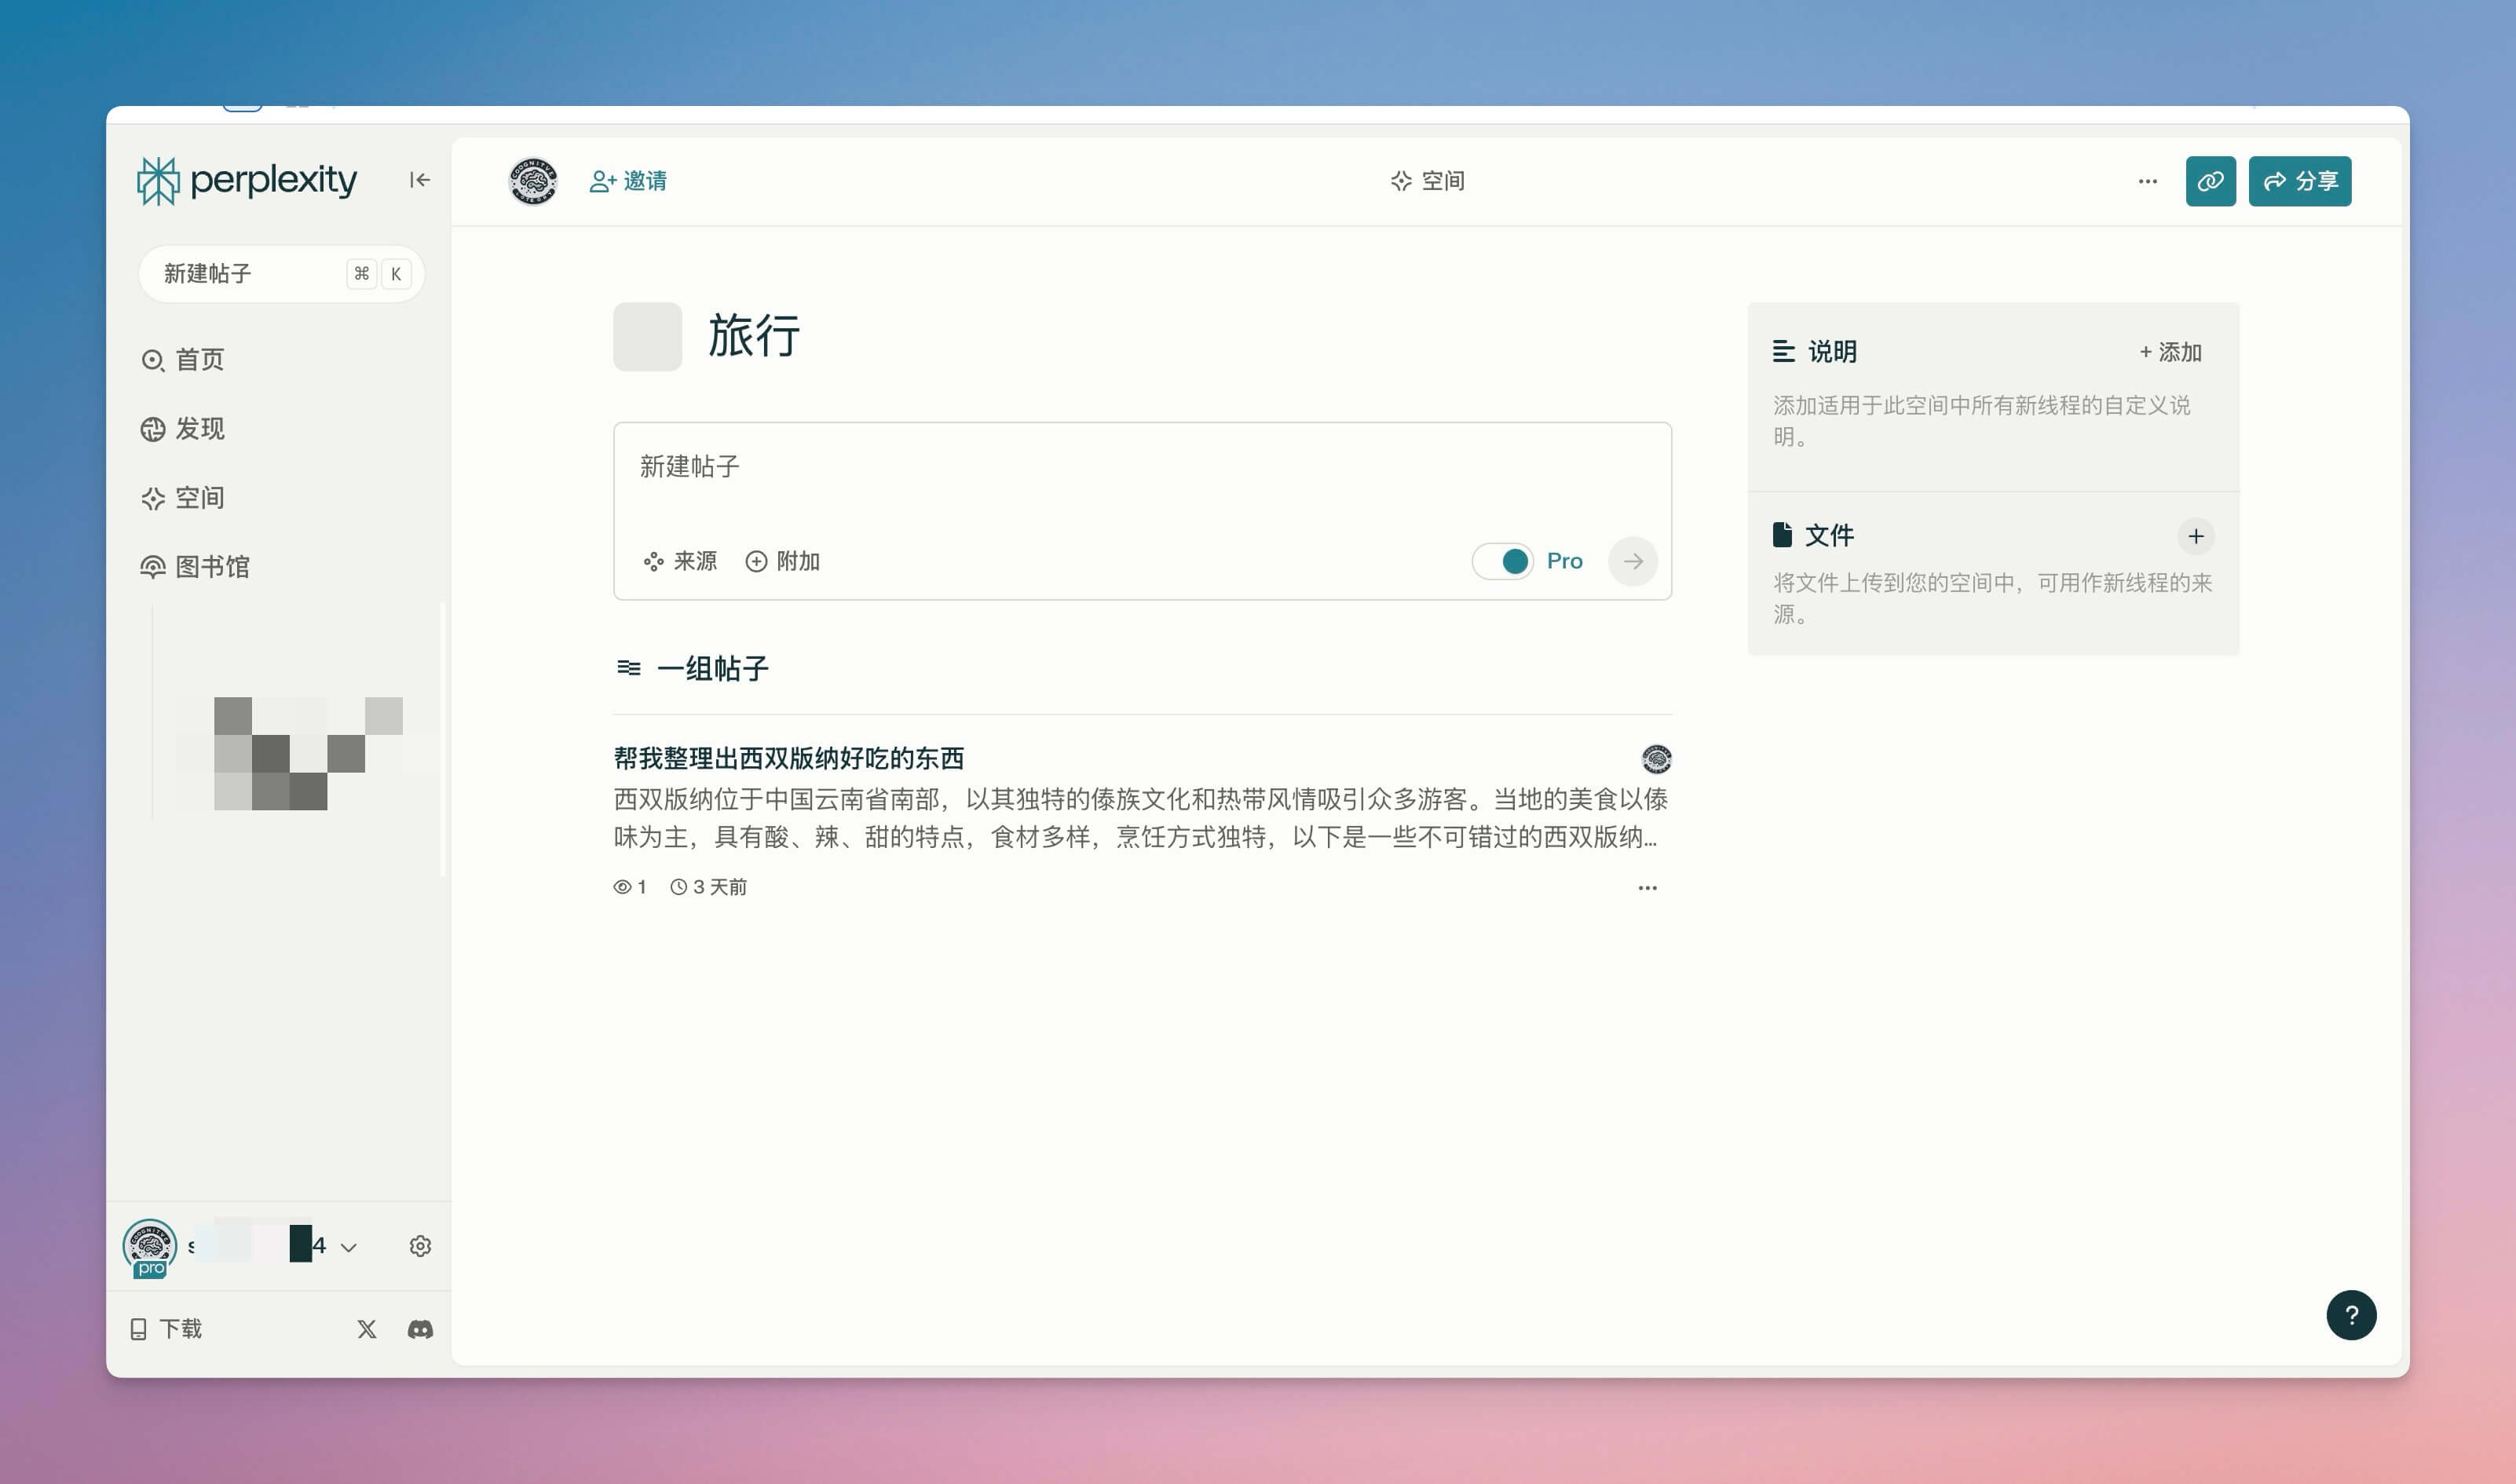 perplexity
新建帖子
⌘ K
首页
发现
空间
图书馆
4
pro
下载
邀请
空间
分享
旅行
新建帖子
来源
附加
Pro
一组帖子
帮我整理出西双版纳好吃的东西
西双版纳位于中国云南省南部，以其独特的傣族文化和热带风情吸引众多游客。当地的美食以傣
味为主，具有酸、辣、甜的特点，食材多样，烹饪方式独特，以下是一些不可错过的西双版纳...
1
3 天前
说明
+ 添加
添加适用于此空间中所有新线程的自定义说
明。
文件
+
将文件上传到您的空间中，可用作新线程的来
源。
?